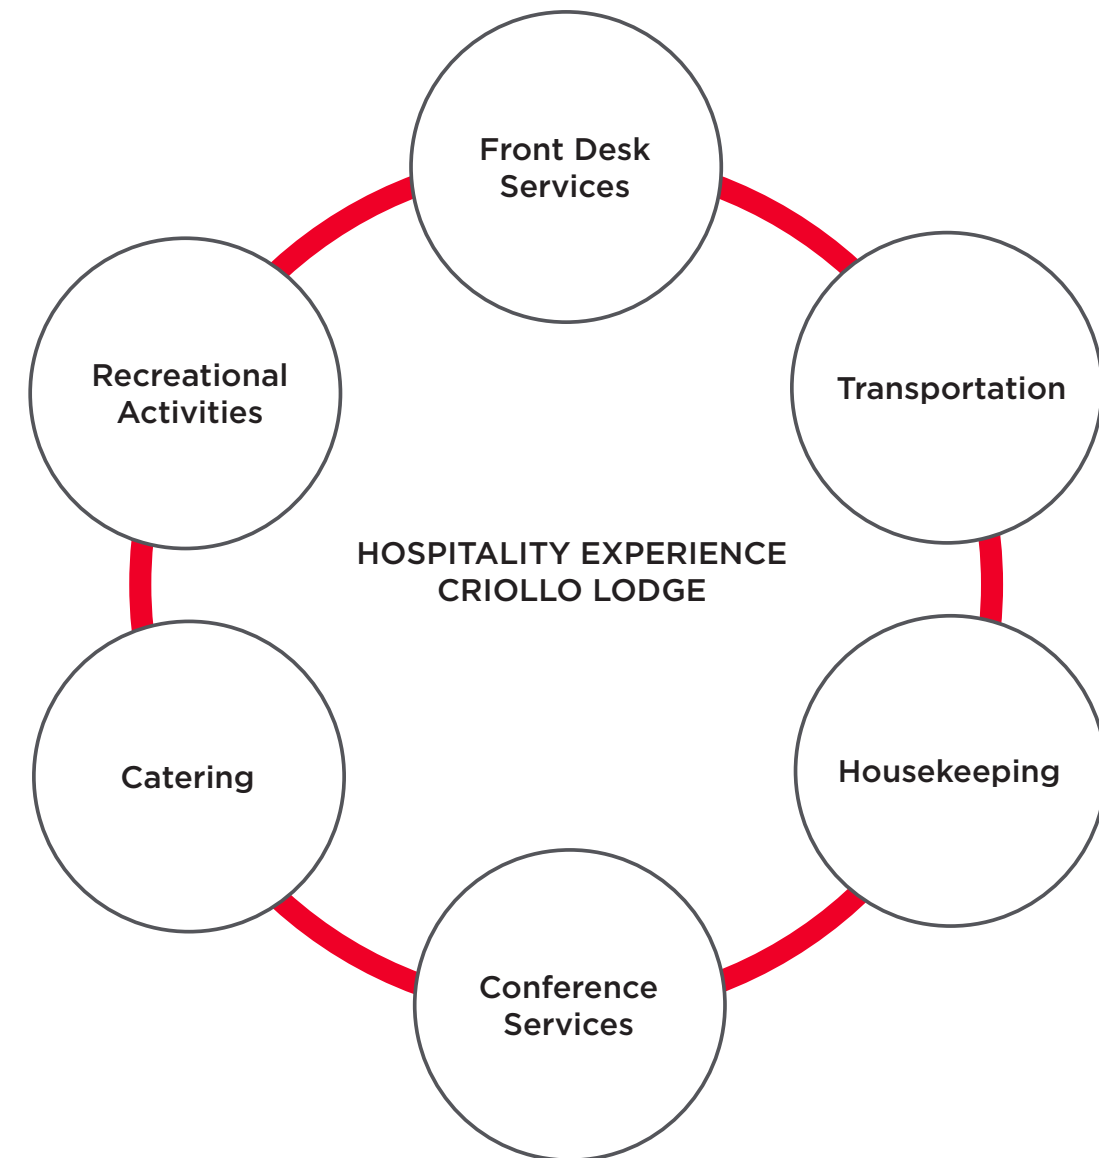 Front Desk
Services
Recreational
Activities
Transportation
HOSPITALITY EXPERIENCE
CRIOLLO LODGE
Catering
Housekeeping
Conference
Services